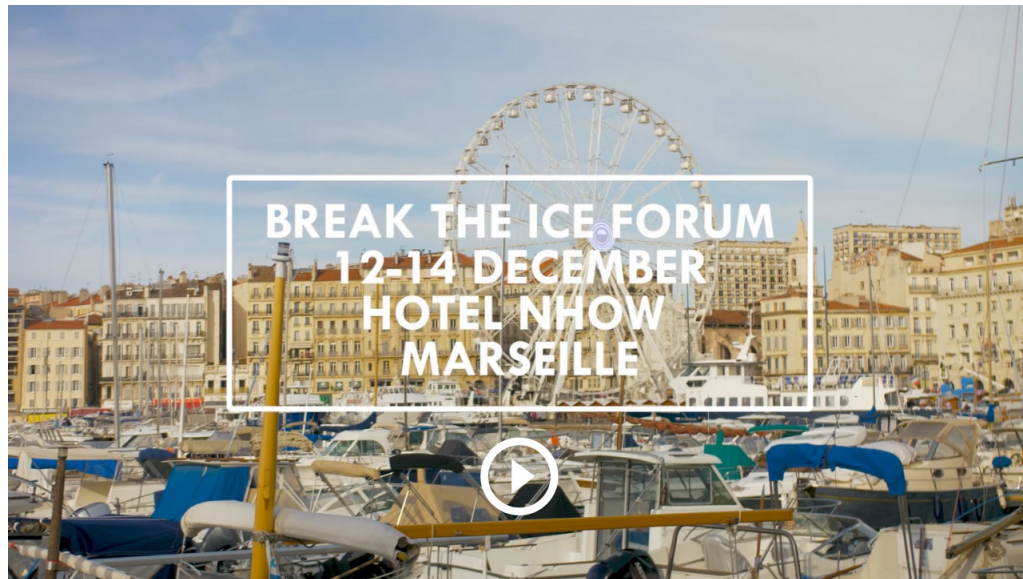 BREAK THE ICE FORUM
12-14 DECEMBER
HOTEL NHOW
MARSEILLE